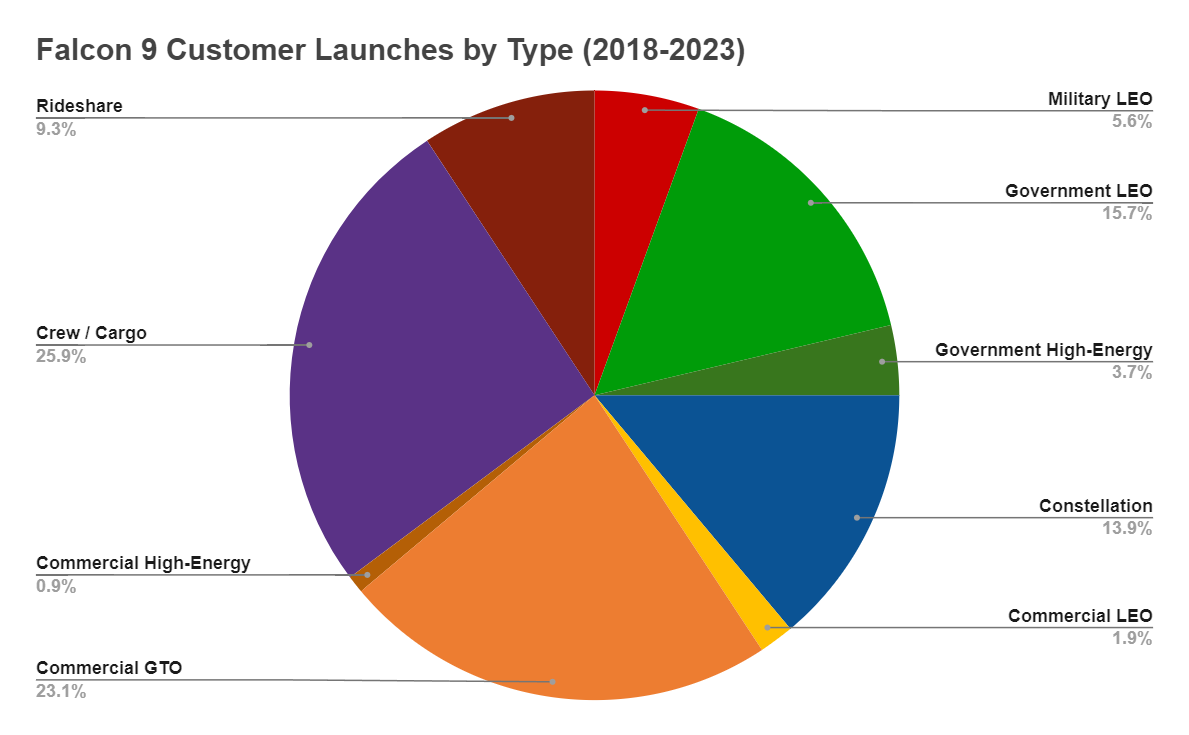 Falcon 9 Customer Launches by Type (2018-2023)
Rideshare
9.3%
Military LEO
5.6%
Government LEO
15.7%
Crew / Cargo
25.9%
Government High-Energy
3.7%
Constellation
13.9%
Commercial High-Energy
0.9%
Commercial LEO
1.9%
Commercial GTO
23.1%